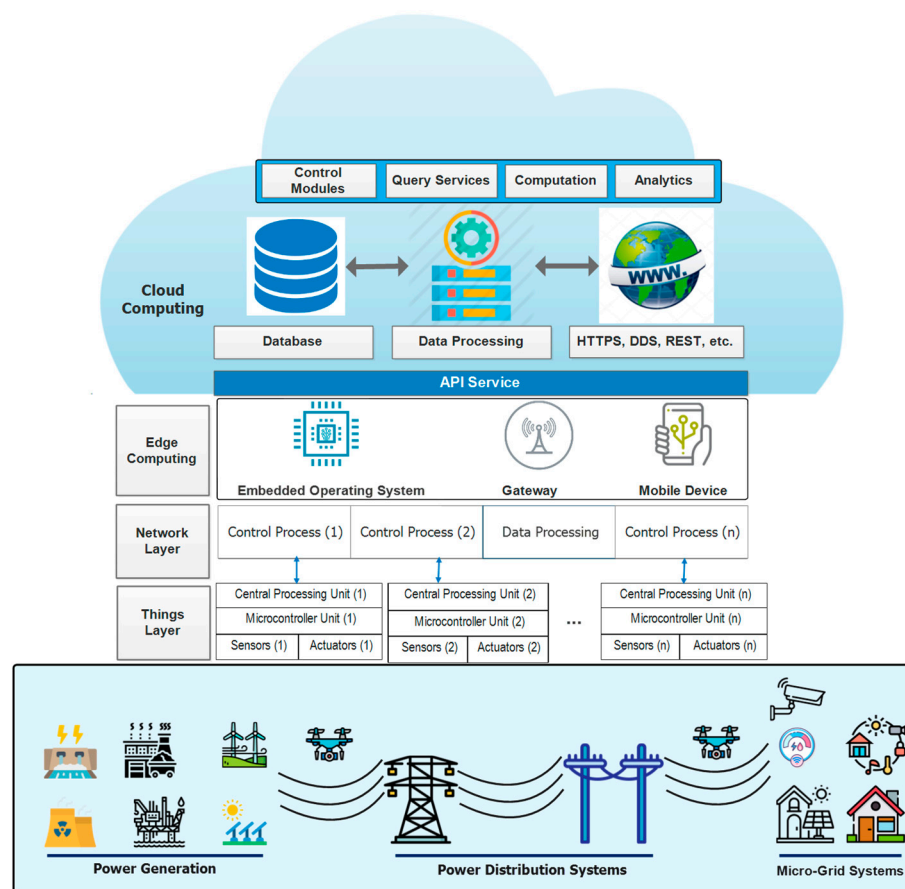 Control
Modules
Query Services
Computation
Analytics
WWW.
Cloud
Computing
Database
Data Processing
HTTPS, DDS, REST, etc.
API Service
Edge
Computing
Embedded Operating System
Gateway
Mobile Device
Network
Layer
Control Process (1)
Control Process (2)
Data Processing
Control Process (n)
Things
Layer
Central Processing Unit (1)
Microcontroller Unit (1)
Sensors (1)
Actuators (1)
Central Processing Unit (2)
Microcontroller Unit (2)
Sensors (2)
Actuators (2)
...
Central Processing Unit (n)
Microcontroller Unit (n)
Sensors (n)
Actuators (n)
Power Generation
Power Distribution Systems
Micro-Grid Systems